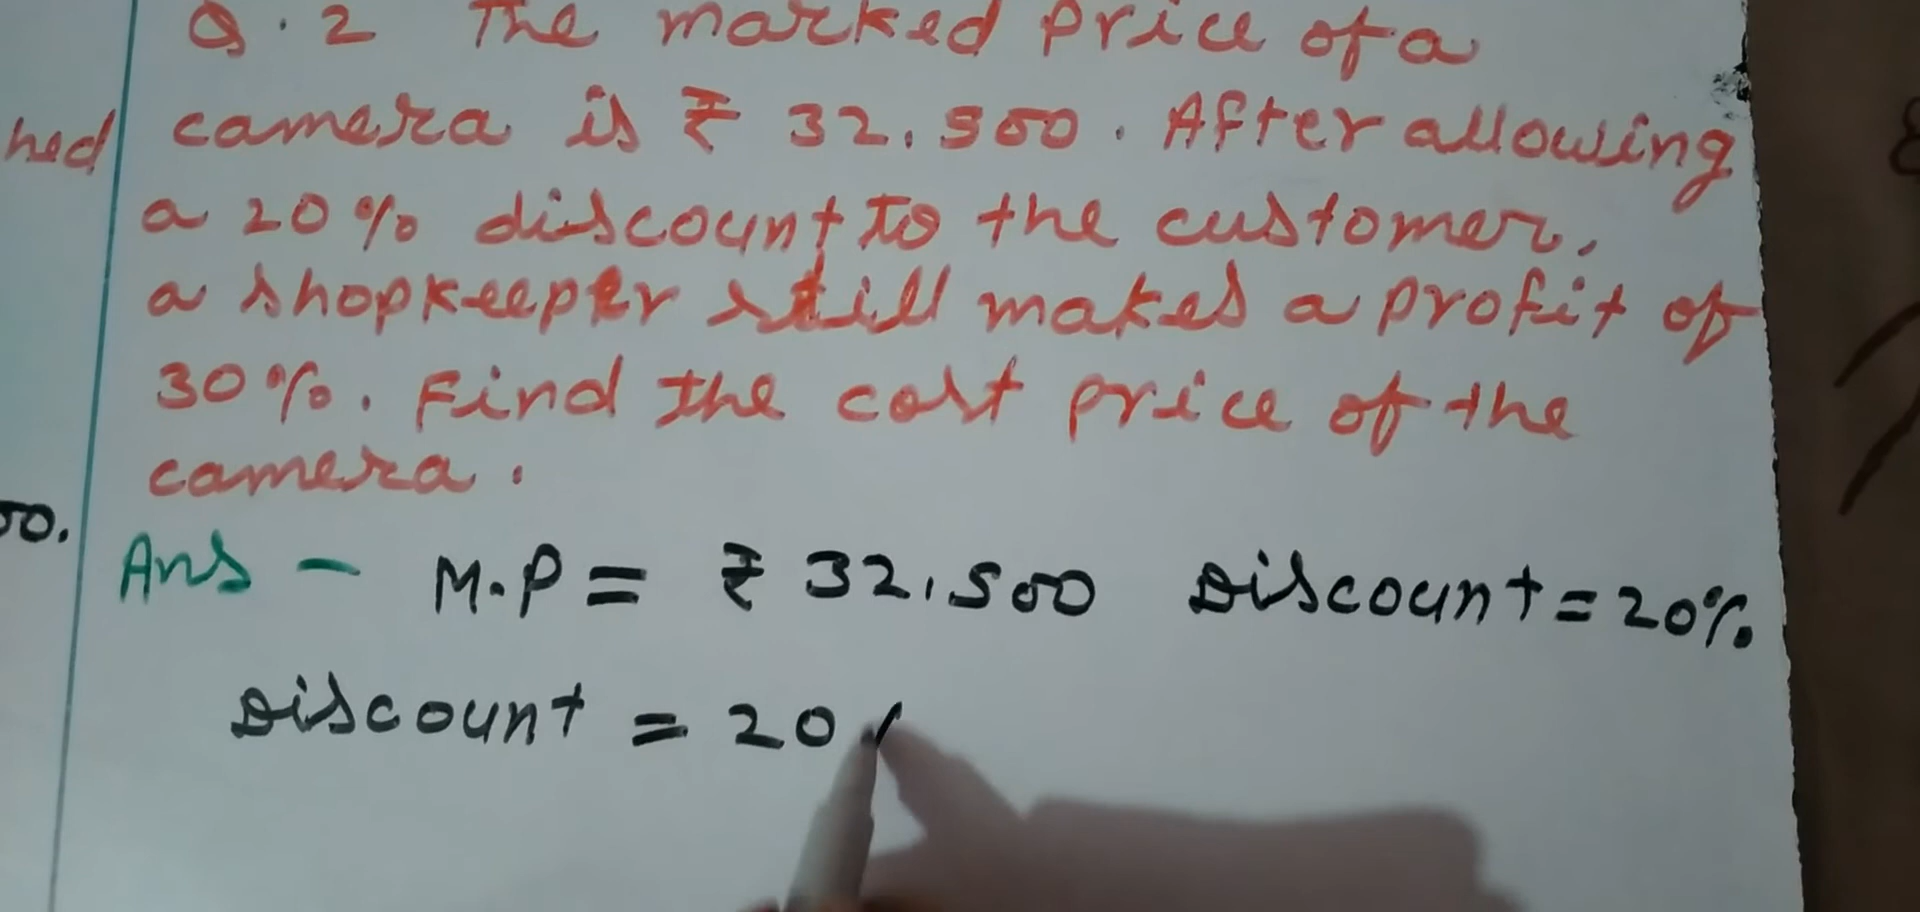 Q.2 The marked price of a
camera is ₹ 32,500. After allowing
a 20% discount to the customer,
a shopkeeper still makes a profit of
30%. Find the cost price of the
camera.
Ans - M.P = ₹ 32,500 Discount = 20%
Discount = 20